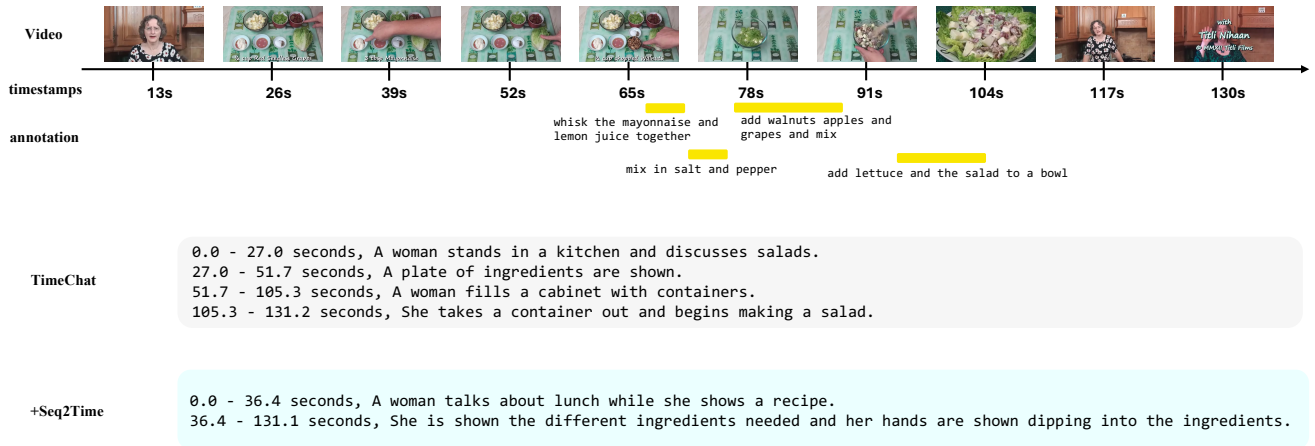 Video
with
Titli Nihaan
timestamps
13s 26s 39s 52s 65s 78s 91s 104s 117s 130s
annotation
whisk the mayonnaise and
lemon juice together
add walnuts apples and
grapes and mix
mix in salt and pepper
add lettuce and the salad to a bowl
TimeChat
0.0 - 27.0 seconds, A woman stands in a kitchen and discusses salads.
27.0 - 51.7 seconds, A plate of ingredients are shown.
51.7 - 105.3 seconds, A woman fills a cabinet with containers.
105.3 - 131.2 seconds, She takes a container out and begins making a salad.
+Seq2Time
0.0 - 36.4 seconds, A woman talks about lunch while she shows a recipe.
36.4 - 131.1 seconds, She is shown the different ingredients needed and her hands are shown dipping into the ingredients.